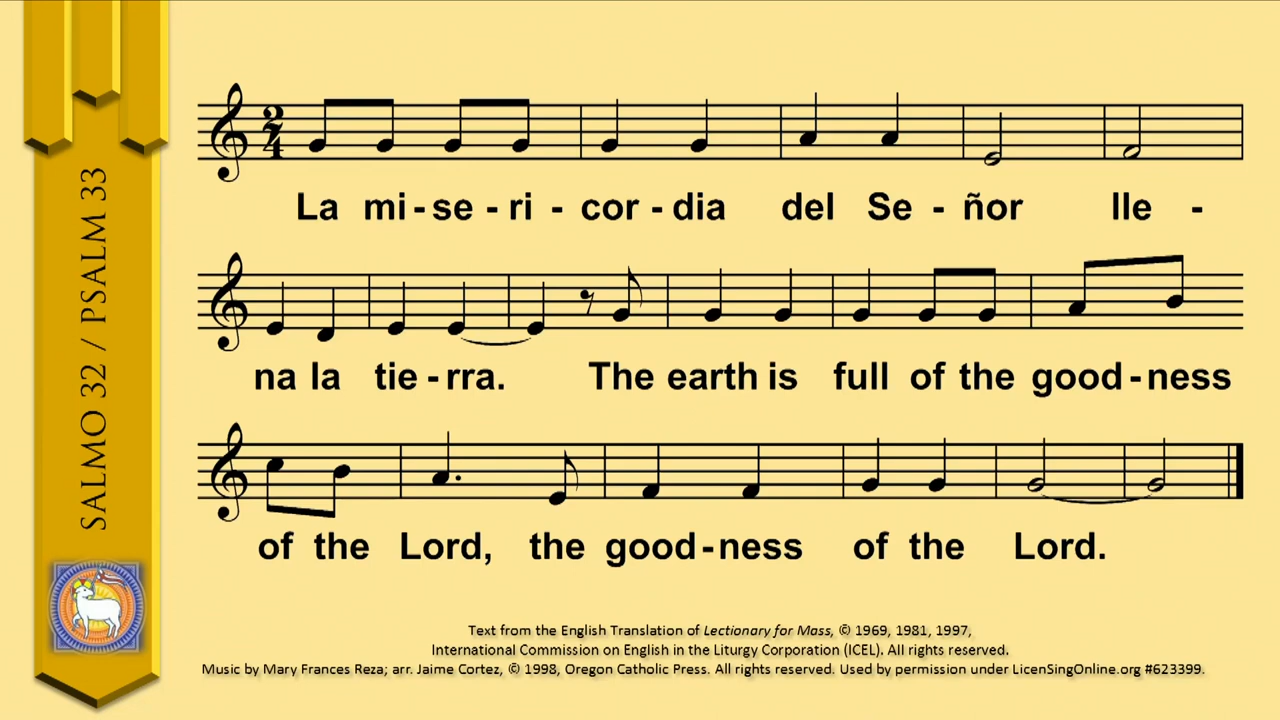 SALMO 32 / PSALM 33
2
4
La mi - se - ri - cor - dia del Se - ñor lle -
na la tie - rra. The earth is full of the good - ness
of the Lord, the good - ness of the Lord.
Text from the English Translation of Lectionary for Mass, © 1969, 1981, 1997,
International Commission on English in the Liturgy Corporation (ICEL). All rights reserved.
Music by Mary Frances Reza; arr. Jaime Cortez, © 1998, Oregon Catholic Press. All rights reserved. Used by permission under LicenSingOnline.org #623399.